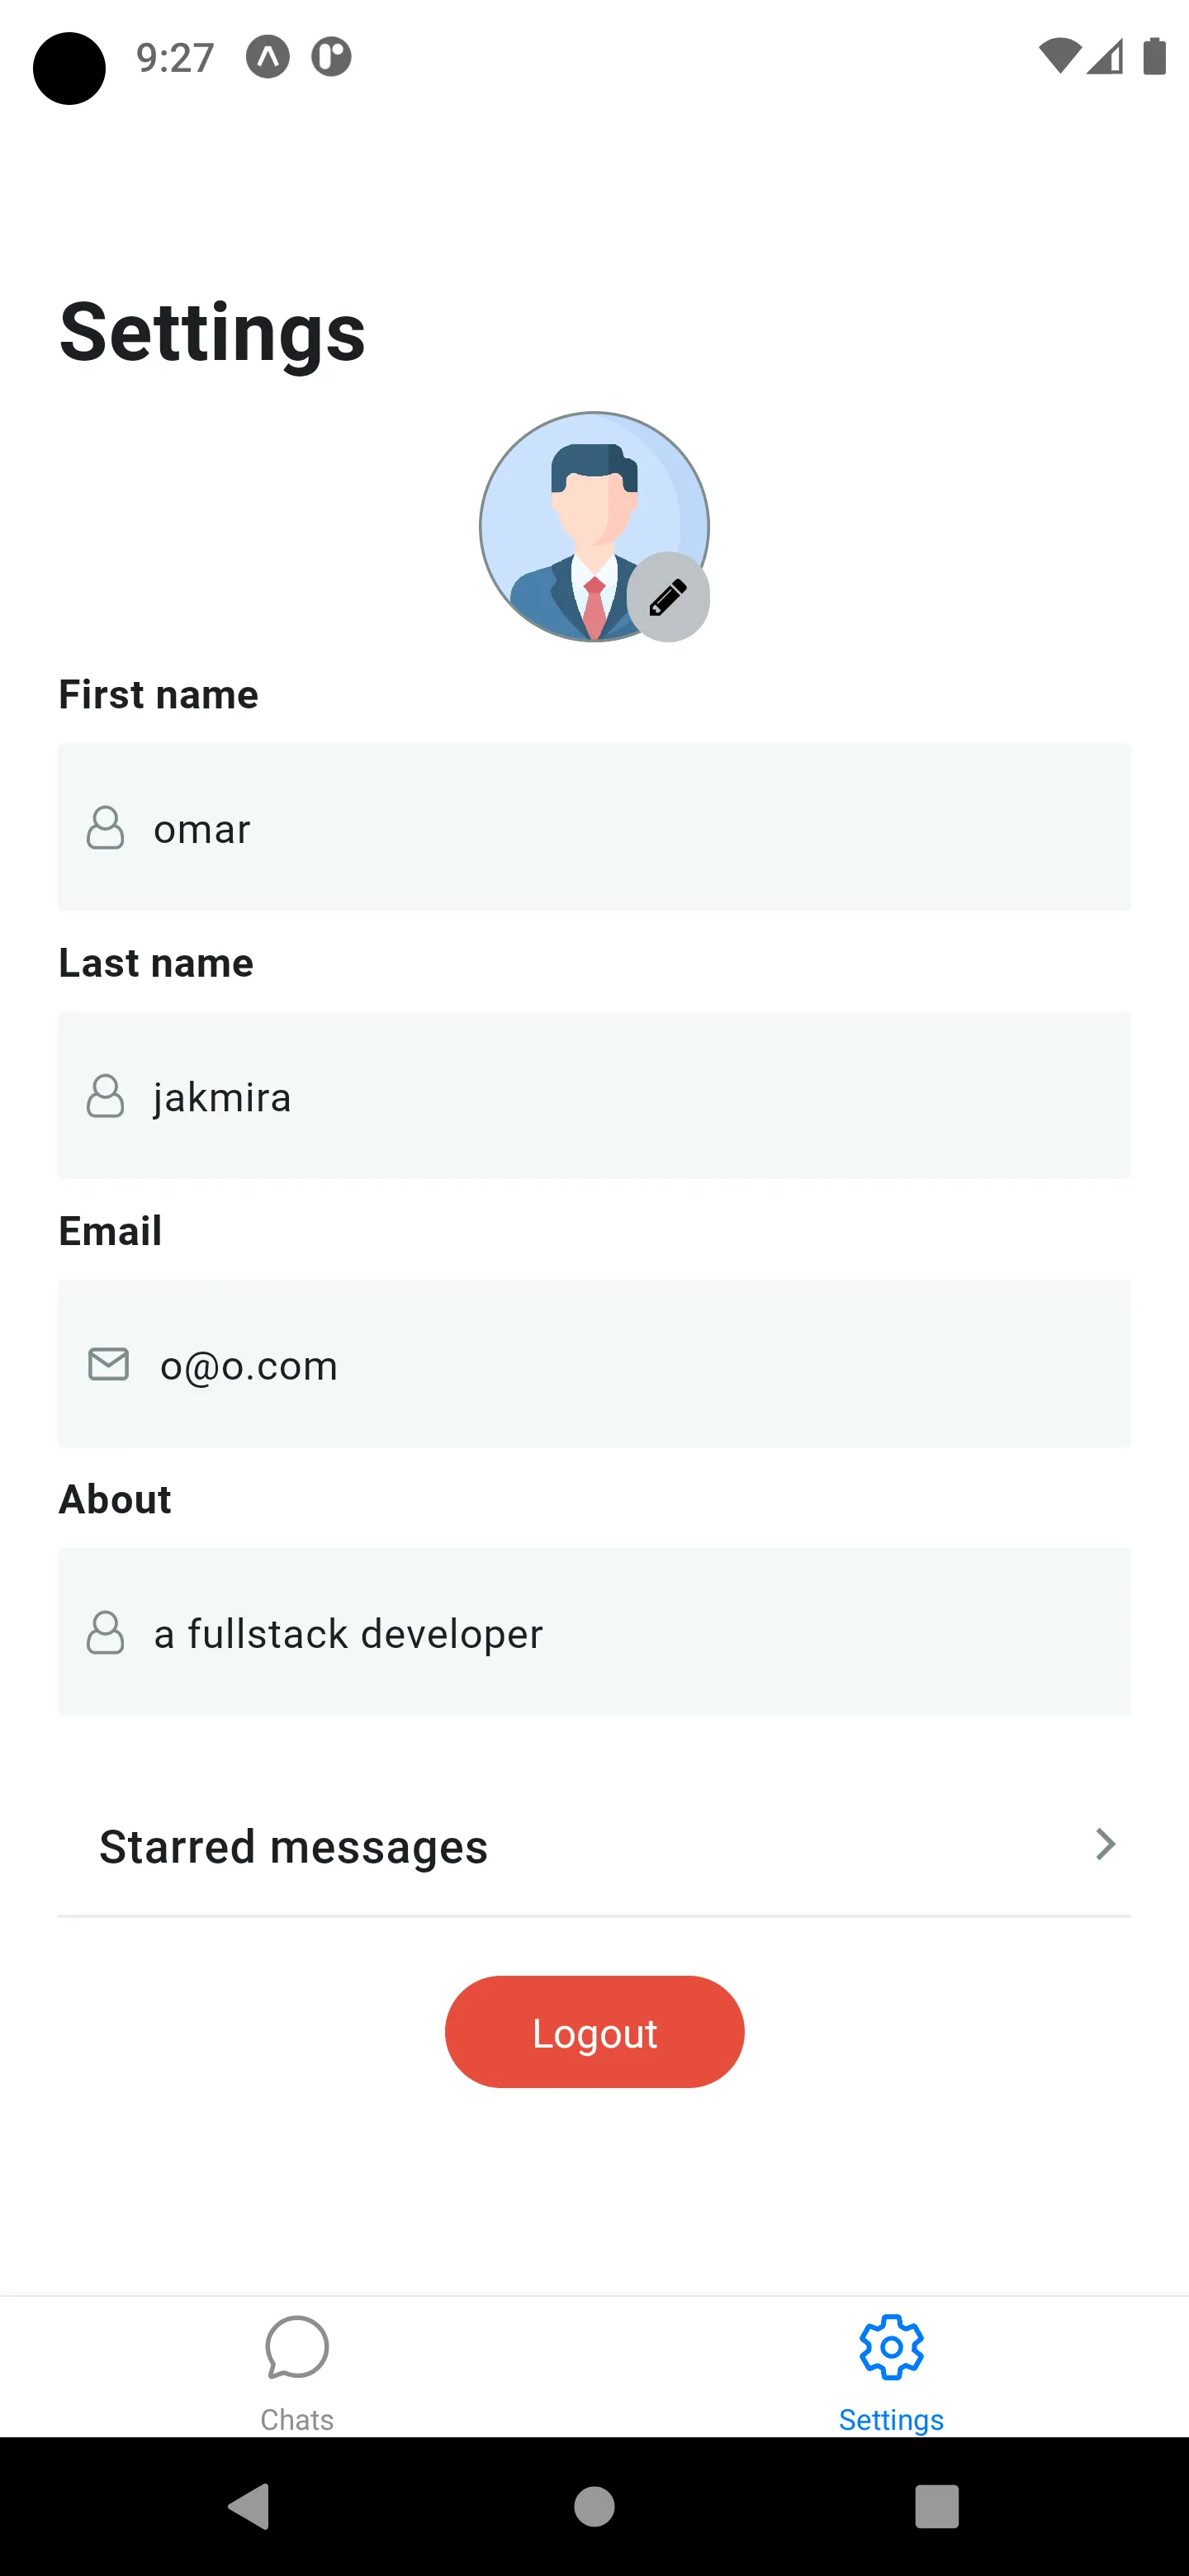 9:27
Settings
First name
omar
Last name
jakmira
Email
o@o.com
About
a fullstack developer
Starred messages
Logout
Chats
Settings